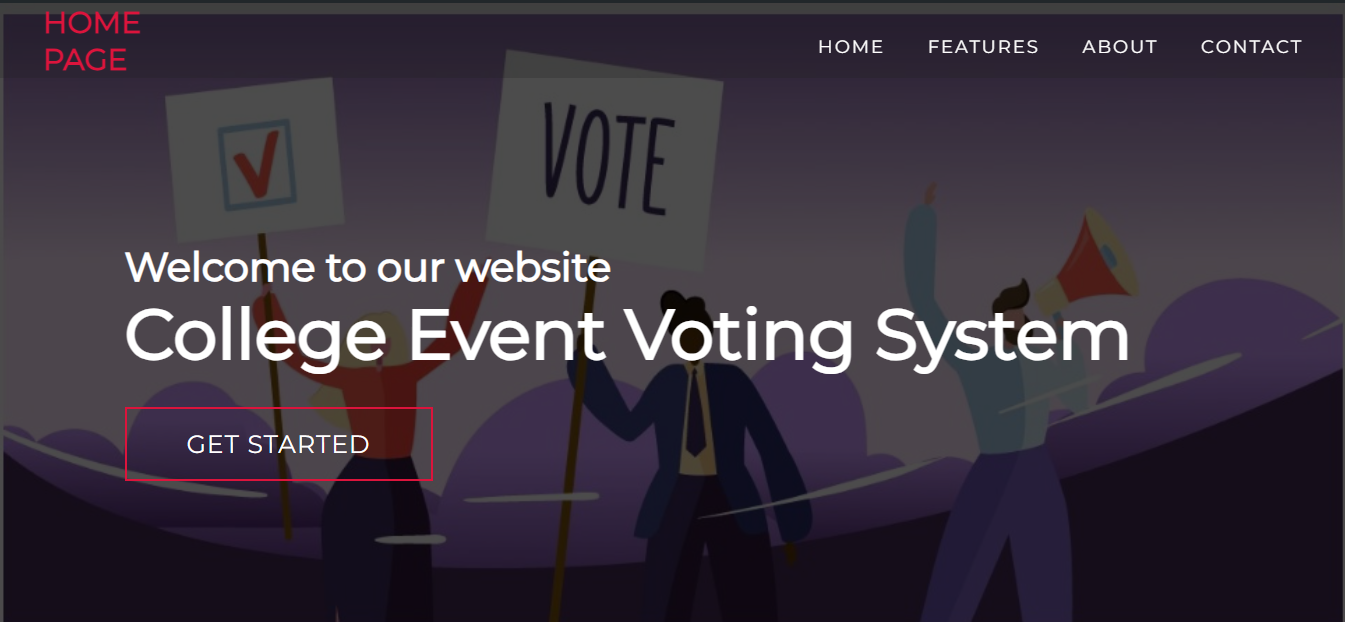 HOME
PAGE
HOME FEATURES ABOUT CONTACT
VOTE
Welcome to our website
College Event Voting System
GET STARTED